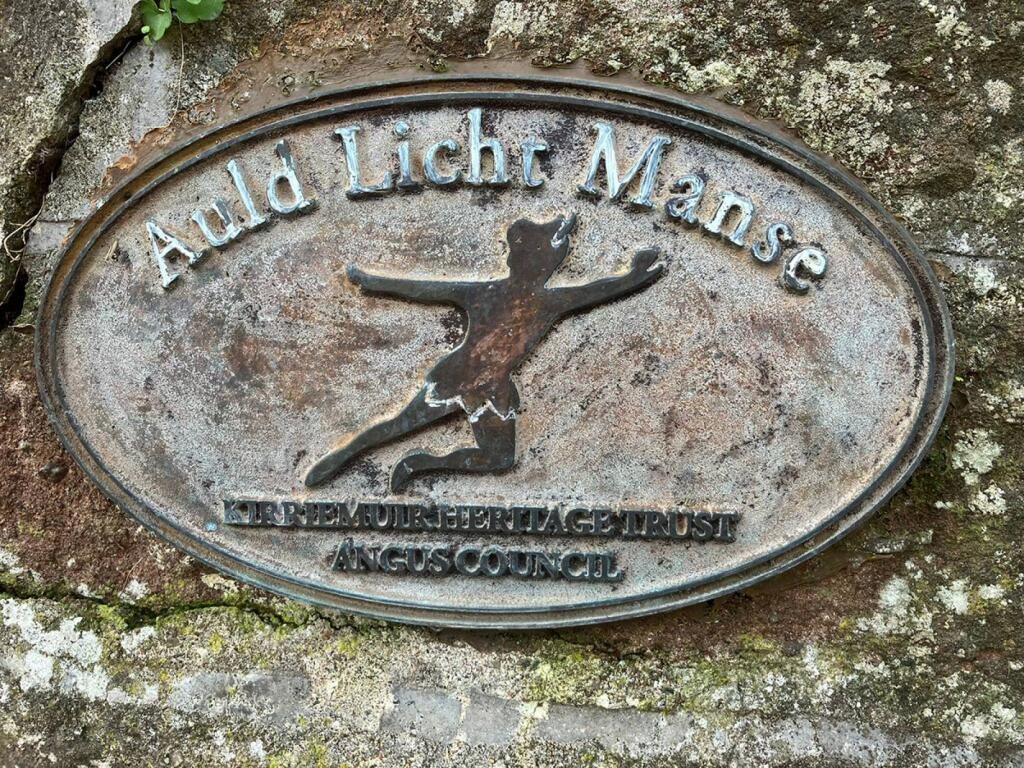 Auld Licht Manse
KIRRIEMUIR HERITAGE TRUST
ANGUS COUNCIL